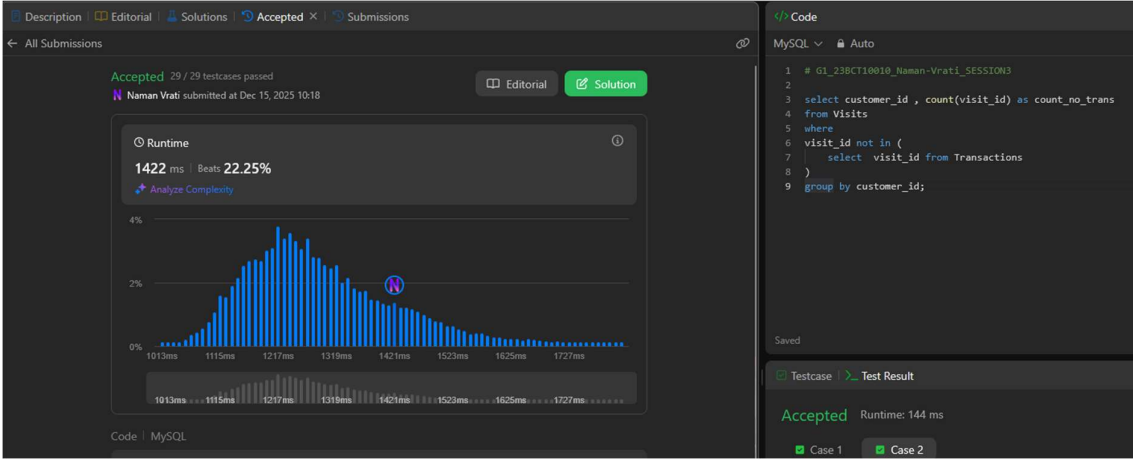 Description | Editorial | Solutions | Accepted × | Submissions
← All Submissions
Accepted 29 / 29 testcases passed
Naman Vrati submitted at Dec 15, 2025 10:18
Editorial
Solution
Runtime
1422 ms | Beats 22.25%
Analyze Complexity
4%
2%
0%
1013ms 1115ms 1217ms 1319ms 1421ms 1523ms 1625ms 1727ms
1013ms 1115ms 1217ms 1319ms 1421ms 1523ms 1625ms 1727ms
Code | MySQL
</> Code
MySQL Auto
1 # G1_23BCT10010_Naman-Vrati_SESSION3
2
3 select customer_id , count(visit_id) as count_no_trans
4 from Visits
5 where
6 visit_id not in (
7 select visit_id from Transactions
8 )
9 group by customer_id;
Saved
Testcase | >_ Test Result
Accepted Runtime: 144 ms
Case 1 Case 2